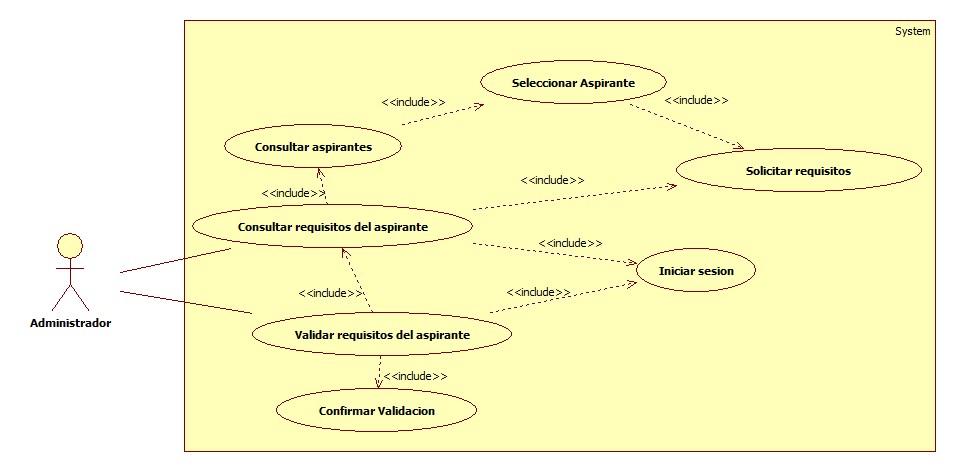 System
Seleccionar Aspirante
<<include>>
<<include>>
Consultar aspirantes
Solicitar requisitos
<<include>>
<<include>>
Consultar requisitos del aspirante
<<include>>
Iniciar sesion
<<include>>
<<include>>
Administrador
Validar requisitos del aspirante
<<include>>
Confirmar Validacion